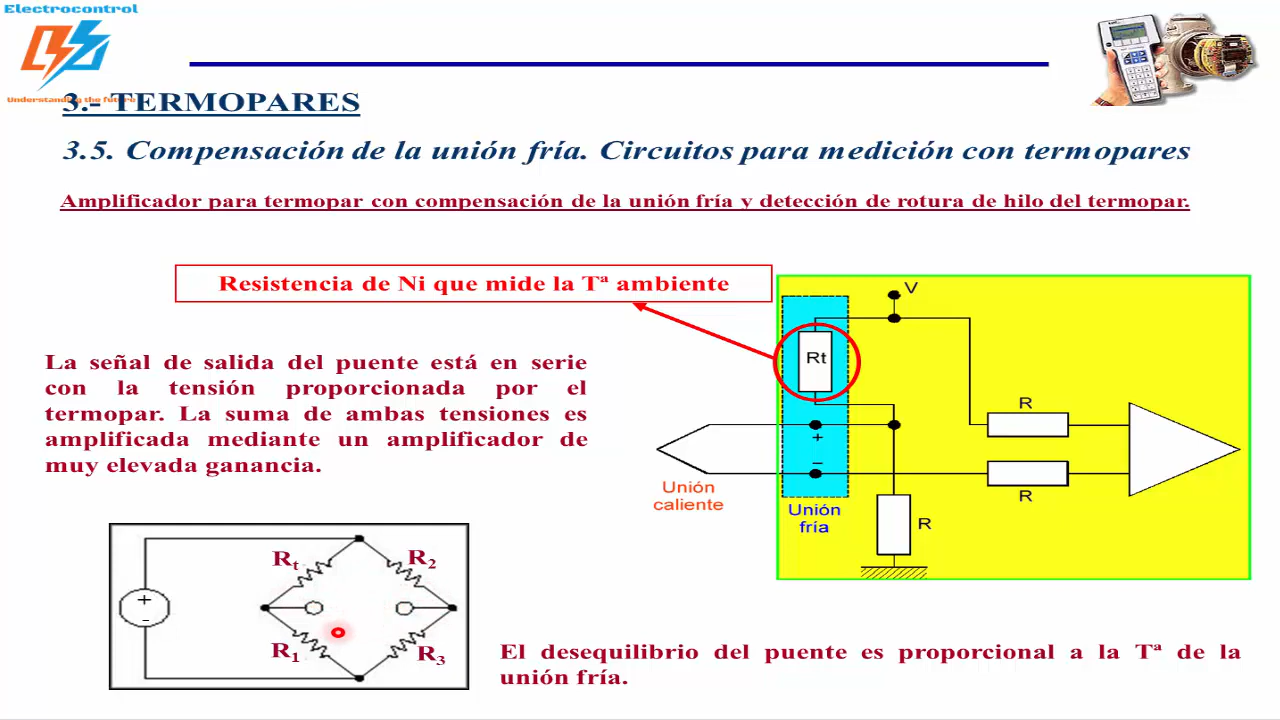 Electrocontrol
Understanding the future
3.- TERMOPARES
3.5. Compensación de la unión fría. Circuitos para medición con termopares
Amplificador para termopar con compensación de la unión fría y detección de rotura de hilo del termopar.
Resistencia de Ni que mide la Tª ambiente
V
Rt
La señal de salida del puente está en serie
con la tensión proporcionada por el
termopar. La suma de ambas tensiones es
amplificada mediante un amplificador de
muy elevada ganancia.
R
+
−
Unión
caliente
Unión
fría
R
R
Rt
R2
+
-
R1
R3
El desequilibrio del puente es proporcional a la Tª de la
unión fría.